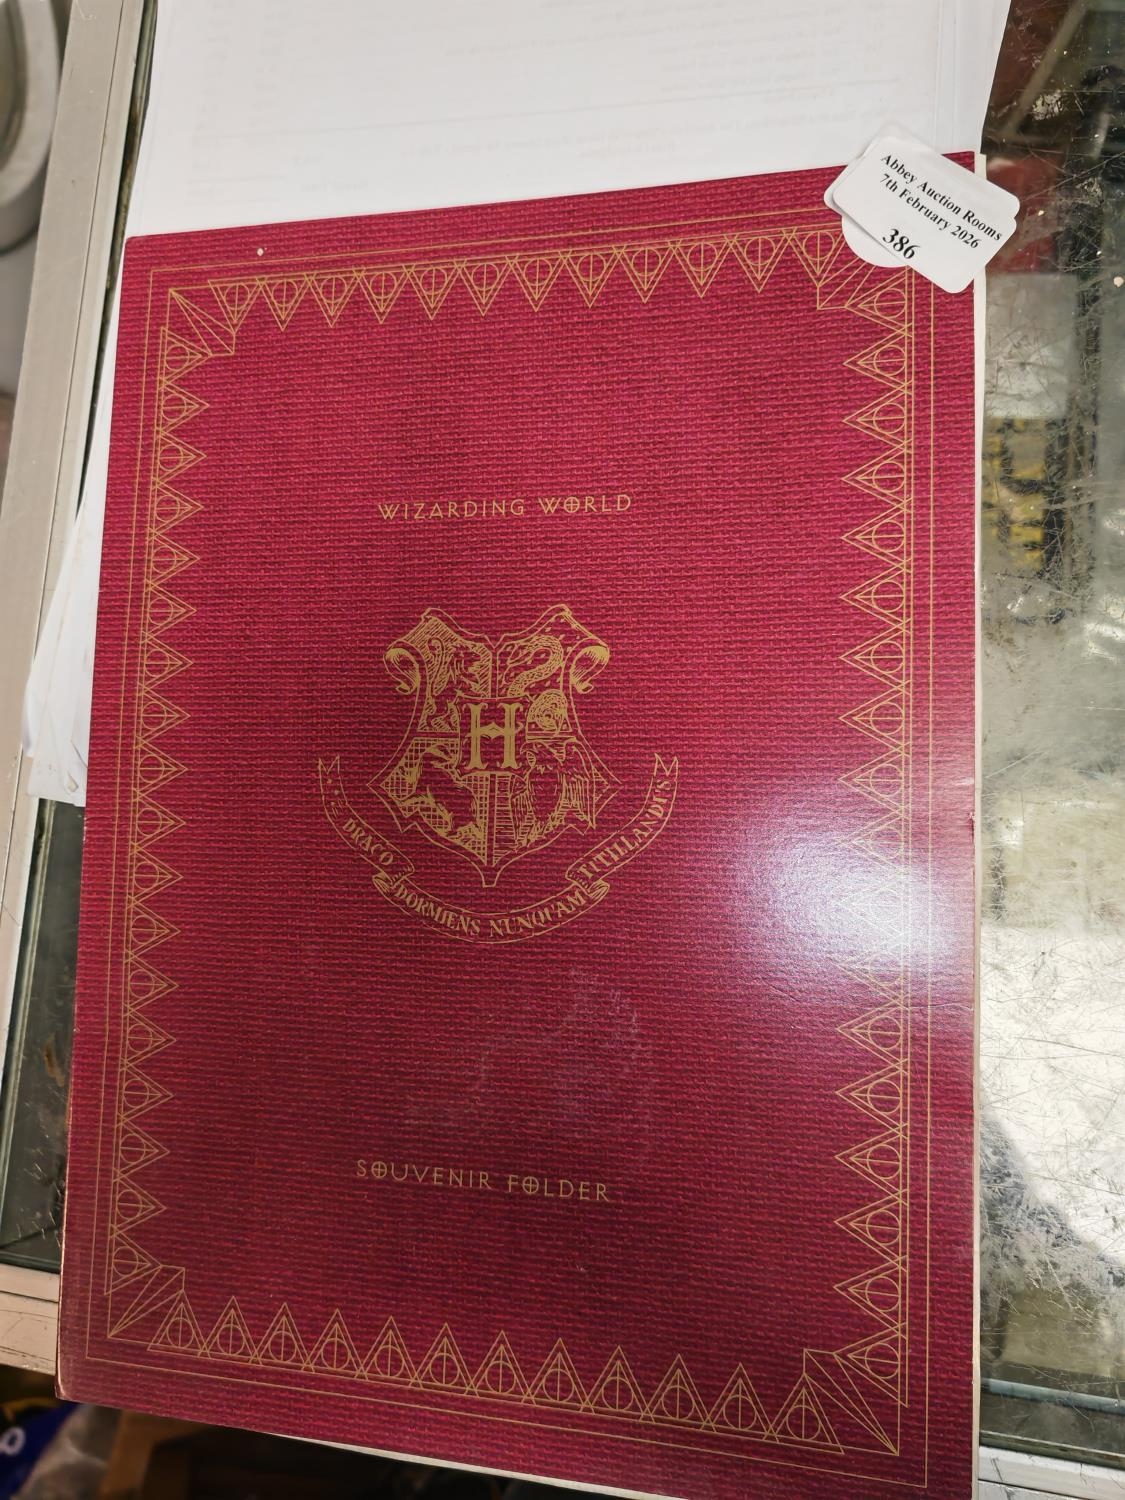 Abbey Auction Rooms
7th February 2026
386
WIZARDING WORLD
H
DRACO DORMIENS NUNQUAM TITILLANDUS
SOUVENIR FOLDER